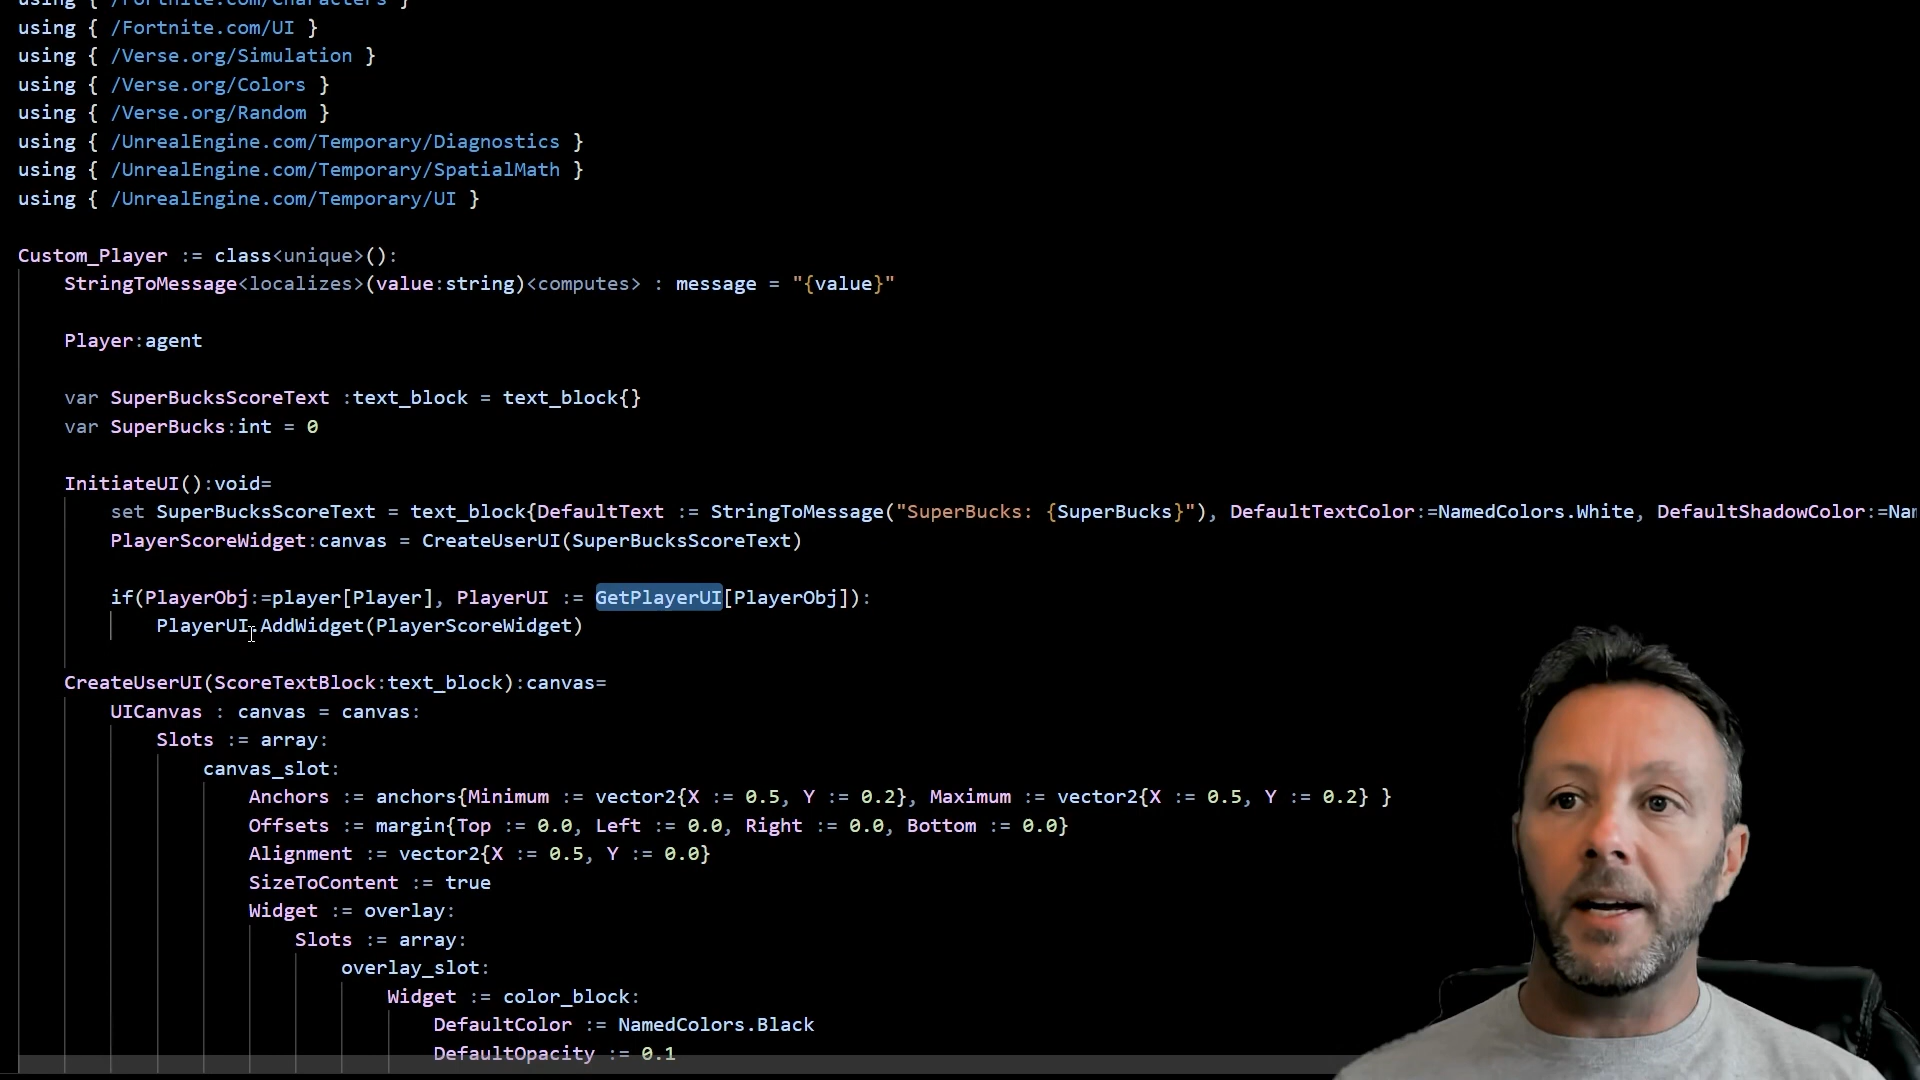 using { /Fortnite.com/Characters }
using { /Fortnite.com/UI }
using { /Verse.org/Simulation }
using { /Verse.org/Colors }
using { /Verse.org/Random }
using { /UnrealEngine.com/Temporary/Diagnostics }
using { /UnrealEngine.com/Temporary/SpatialMath }
using { /UnrealEngine.com/Temporary/UI }
Custom_Player := class<unique>():
StringToMessage<localizes>(value:string)<computes> : message = "{value}"
Player:agent
var SuperBucksScoreText :text_block = text_block{}
var SuperBucks:int = 0
InitiateUI():void=
set SuperBucksScoreText = text_block{DefaultText := StringToMessage("SuperBucks: {SuperBucks}"), DefaultTextColor:=NamedColors.White, DefaultShadowColor:=Nam
PlayerScoreWidget:canvas = CreateUserUI(SuperBucksScoreText)
if(PlayerObj:=player[Player], PlayerUI := GetPlayerUI[PlayerObj]):
PlayerUI.AddWidget(PlayerScoreWidget)
CreateUserUI(ScoreTextBlock:text_block):canvas=
UICanvas : canvas = canvas:
Slots := array:
canvas_slot:
Anchors := anchors{Minimum := vector2{X := 0.5, Y := 0.2}, Maximum := vector2{X := 0.5, Y := 0.2} }
Offsets := margin{Top := 0.0, Left := 0.0, Right := 0.0, Bottom := 0.0}
Alignment := vector2{X := 0.5, Y := 0.0}
SizeToContent := true
Widget := overlay:
Slots := array:
overlay_slot:
Widget := color_block:
DefaultColor := NamedColors.Black
DefaultOpacity := 0.1